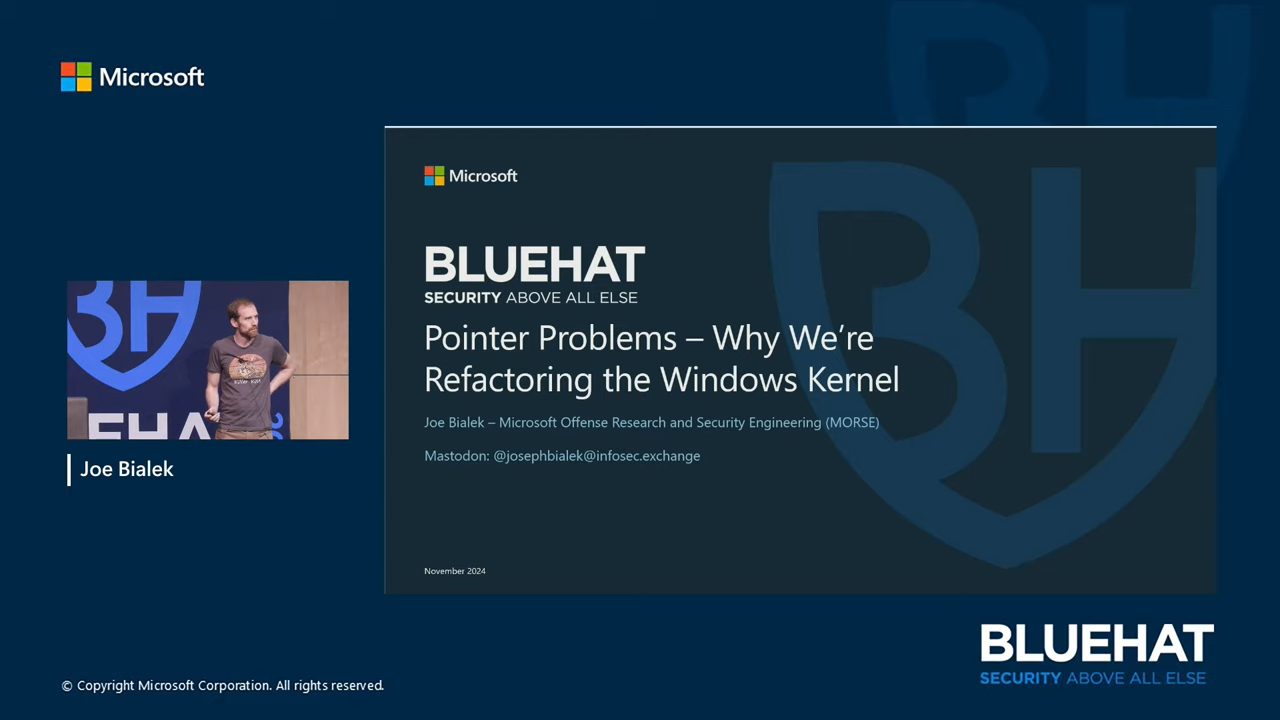 Microsoft
Microsoft
BLUEHAT
SECURITY ABOVE ALL ELSE
Pointer Problems – Why We're
Refactoring the Windows Kernel
Joe Bialek – Microsoft Offense Research and Security Engineering (MORSE)
Mastodon: @josephbialek@infosec.exchange
November 2024
BH
EHA
Joe Bialek
BLUEHAT
SECURITY ABOVE ALL ELSE
© Copyright Microsoft Corporation. All rights reserved.